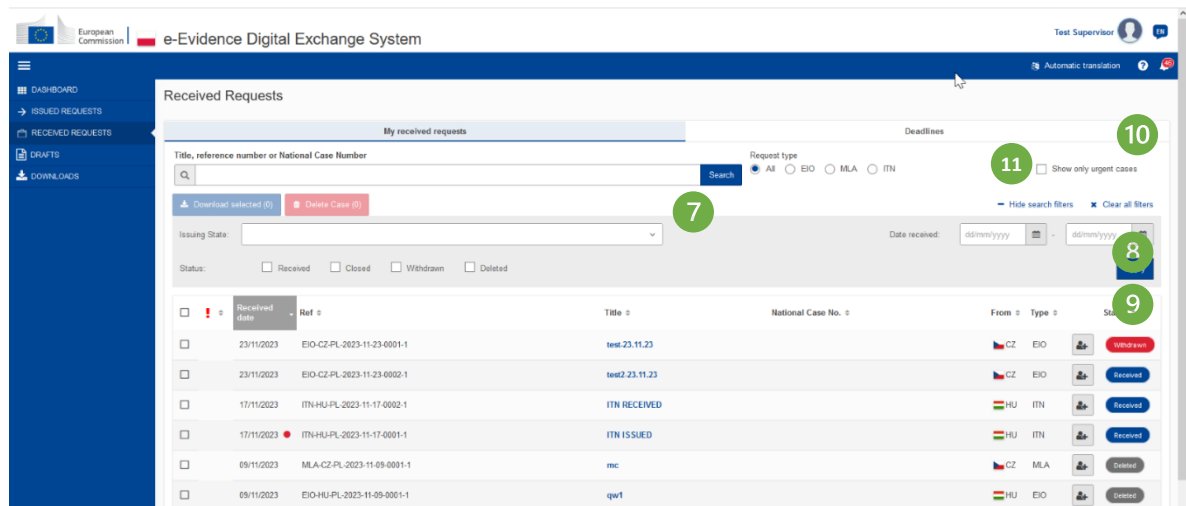 European
Commission
e-Evidence Digital Exchange System
Test Supervisor
EN
Automatic translation
?
46
DASHBOARD
ISSUED REQUESTS
RECEIVED REQUESTS
DRAFTS
DOWNLOADS
Received Requests
My received requests
Deadlines
10
Title, reference number or National Case Number
Search
Request type
All EIO MLA ITN
11
Show only urgent cases
Download selected (0)
Delete Case (0)
7
Hide search filters
Clear all filters
Issuing State:
Date received:
dd/mm/yyyy - dd/mm/yyyy
8
Status: Received Closed Withdrawn Deleted
! Received date Ref Title National Case No. From Type
9
23/11/2023 EIO-CZ-PL-2023-11-23-0001-1 test-23.11.23 CZ EIO Withdrawn
23/11/2023 EIO-CZ-PL-2023-11-23-0002-1 test2-23.11.23 CZ EIO Received
17/11/2023 ITN-HU-PL-2023-11-17-0002-1 ITN RECEIVED HU ITN Received
17/11/2023 ITN-HU-PL-2023-11-17-0001-1 ITN ISSUED HU ITN Received
09/11/2023 MLA-CZ-PL-2023-11-09-0001-1 mc CZ MLA Deleted
09/11/2023 EIO-HU-PL-2023-11-09-0001-1 qw1 HU EIO Deleted